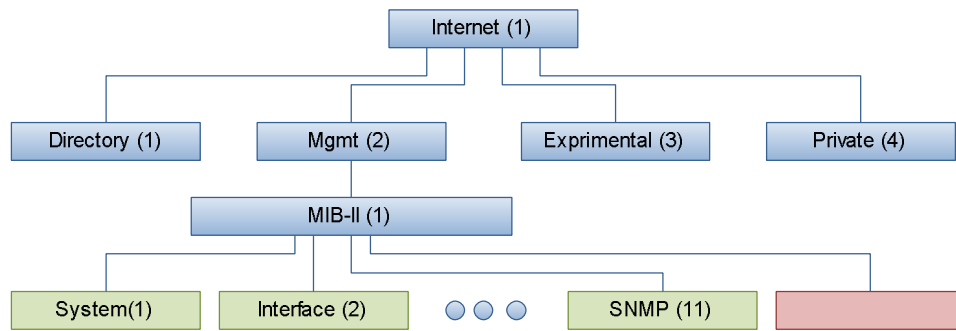 Internet (1)
Directory (1)
Mgmt (2)
Exprimental (3)
Private (4)
MIB-II (1)
System(1)
Interface (2)
SNMP (11)